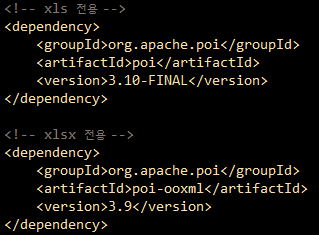 <!-- xls 전용 -->
<dependency>
    <groupId>org.apache.poi</groupId>
    <artifactId>poi</artifactId>
    <version>3.10-FINAL</version>
</dependency>

<!-- xlsx 전용 -->
<dependency>
    <groupId>org.apache.poi</groupId>
    <artifactId>poi-ooxml</artifactId>
    <version>3.9</version>
</dependency>